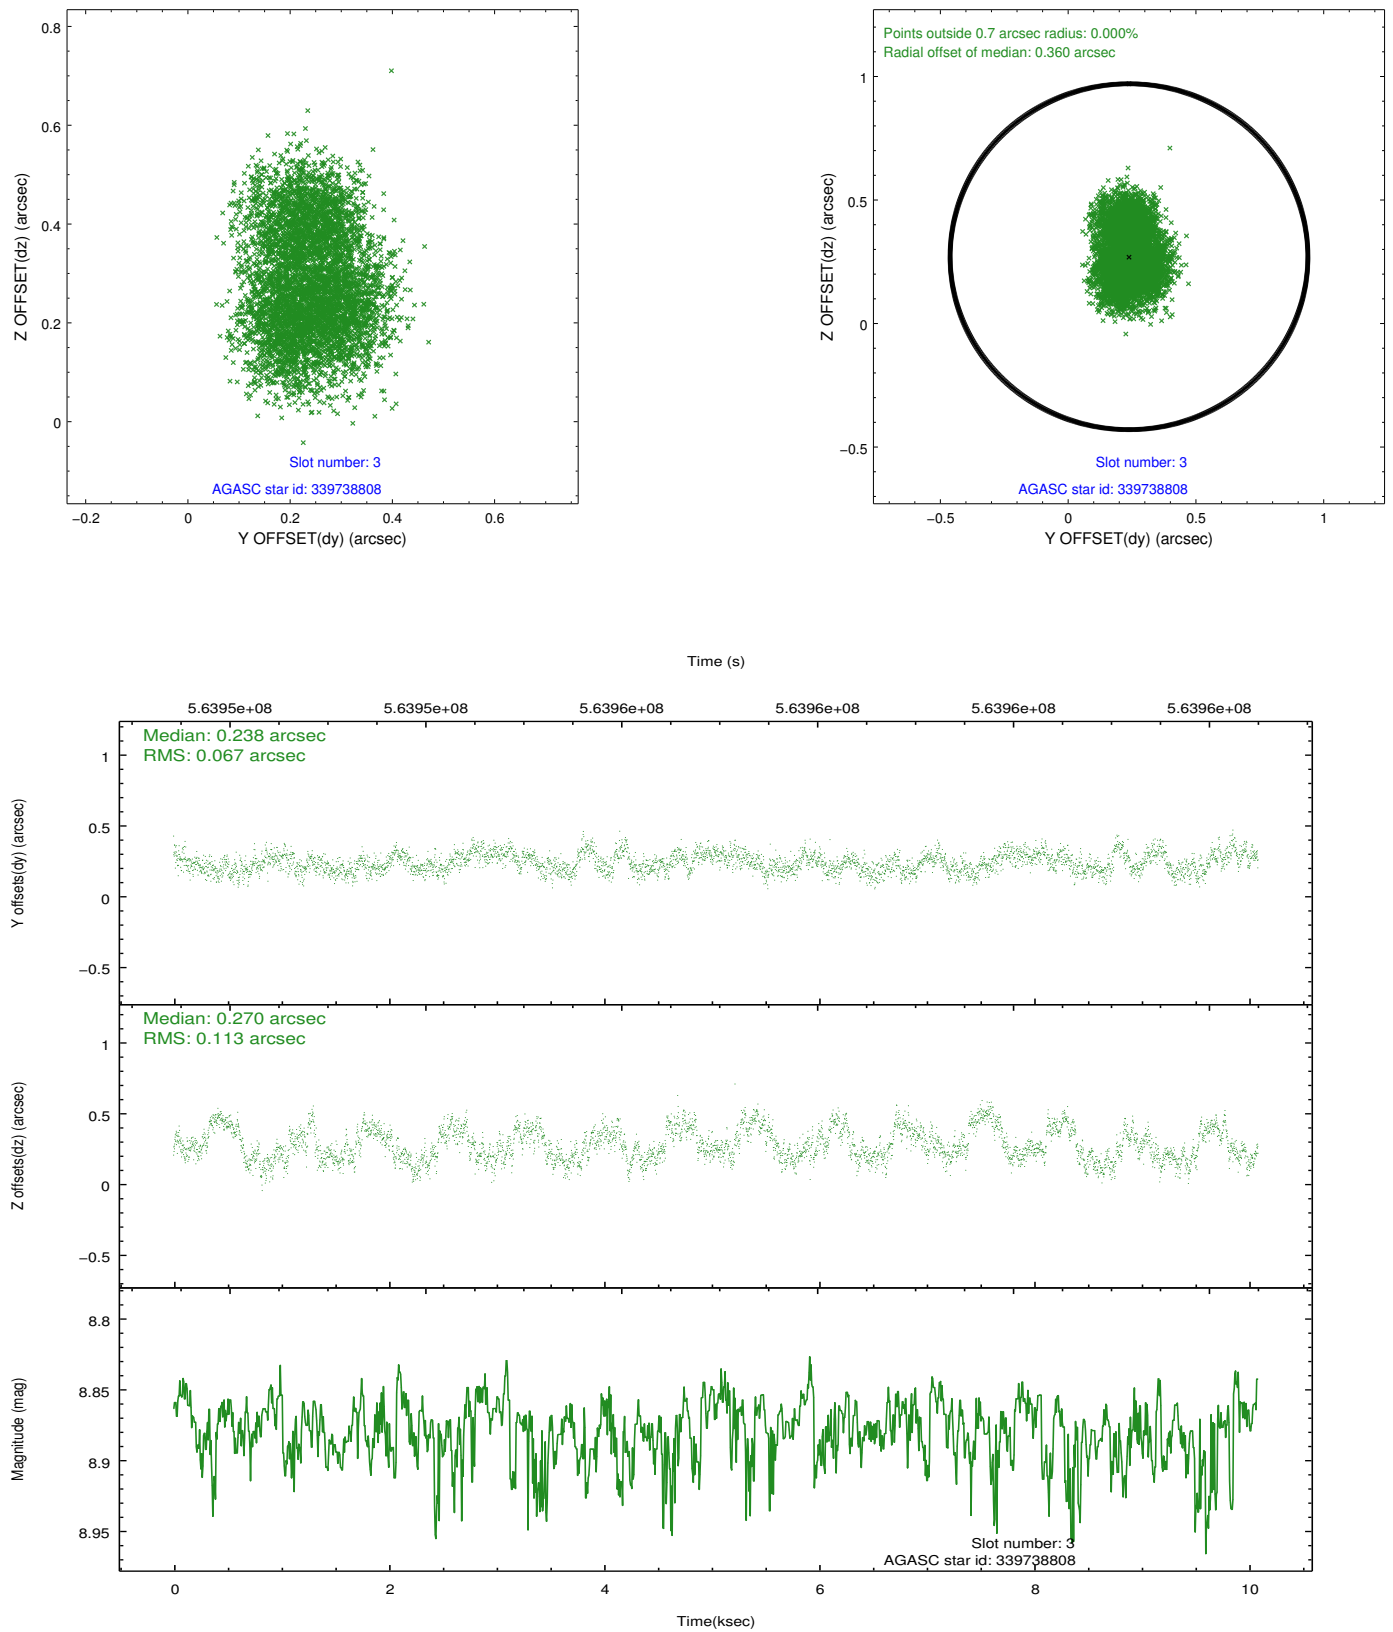 0.8
0.6
0.4
0.2
0
−0.2
0
0.2
0.4
0.6
Z OFFSET(dz) (arcsec)
Y OFFSET(dy) (arcsec)
Slot number: 3
AGASC star id: 339738808
Points outside 0.7 arcsec radius: 0.000%
Radial offset of median: 0.360 arcsec
1
0.5
0
−0.5
−0.5
0
0.5
1
Z OFFSET(dz) (arcsec)
Y OFFSET(dy) (arcsec)
Slot number: 3
AGASC star id: 339738808
Time (s)
5.6395e+08 5.6395e+08 5.6396e+08 5.6396e+08 5.6396e+08 5.6396e+08
Median: 0.238 arcsec
RMS: 0.067 arcsec
1
0.5
0
−0.5
Y offsets(dy) (arcsec)
Median: 0.270 arcsec
RMS: 0.113 arcsec
1
0.5
0
−0.5
Z offsets(dz) (arcsec)
8.8
8.85
8.9
8.95
Magnitude (mag)
Slot number: 3
AGASC star id: 339738808
0 2 4 6 8 10
Time(ksec)